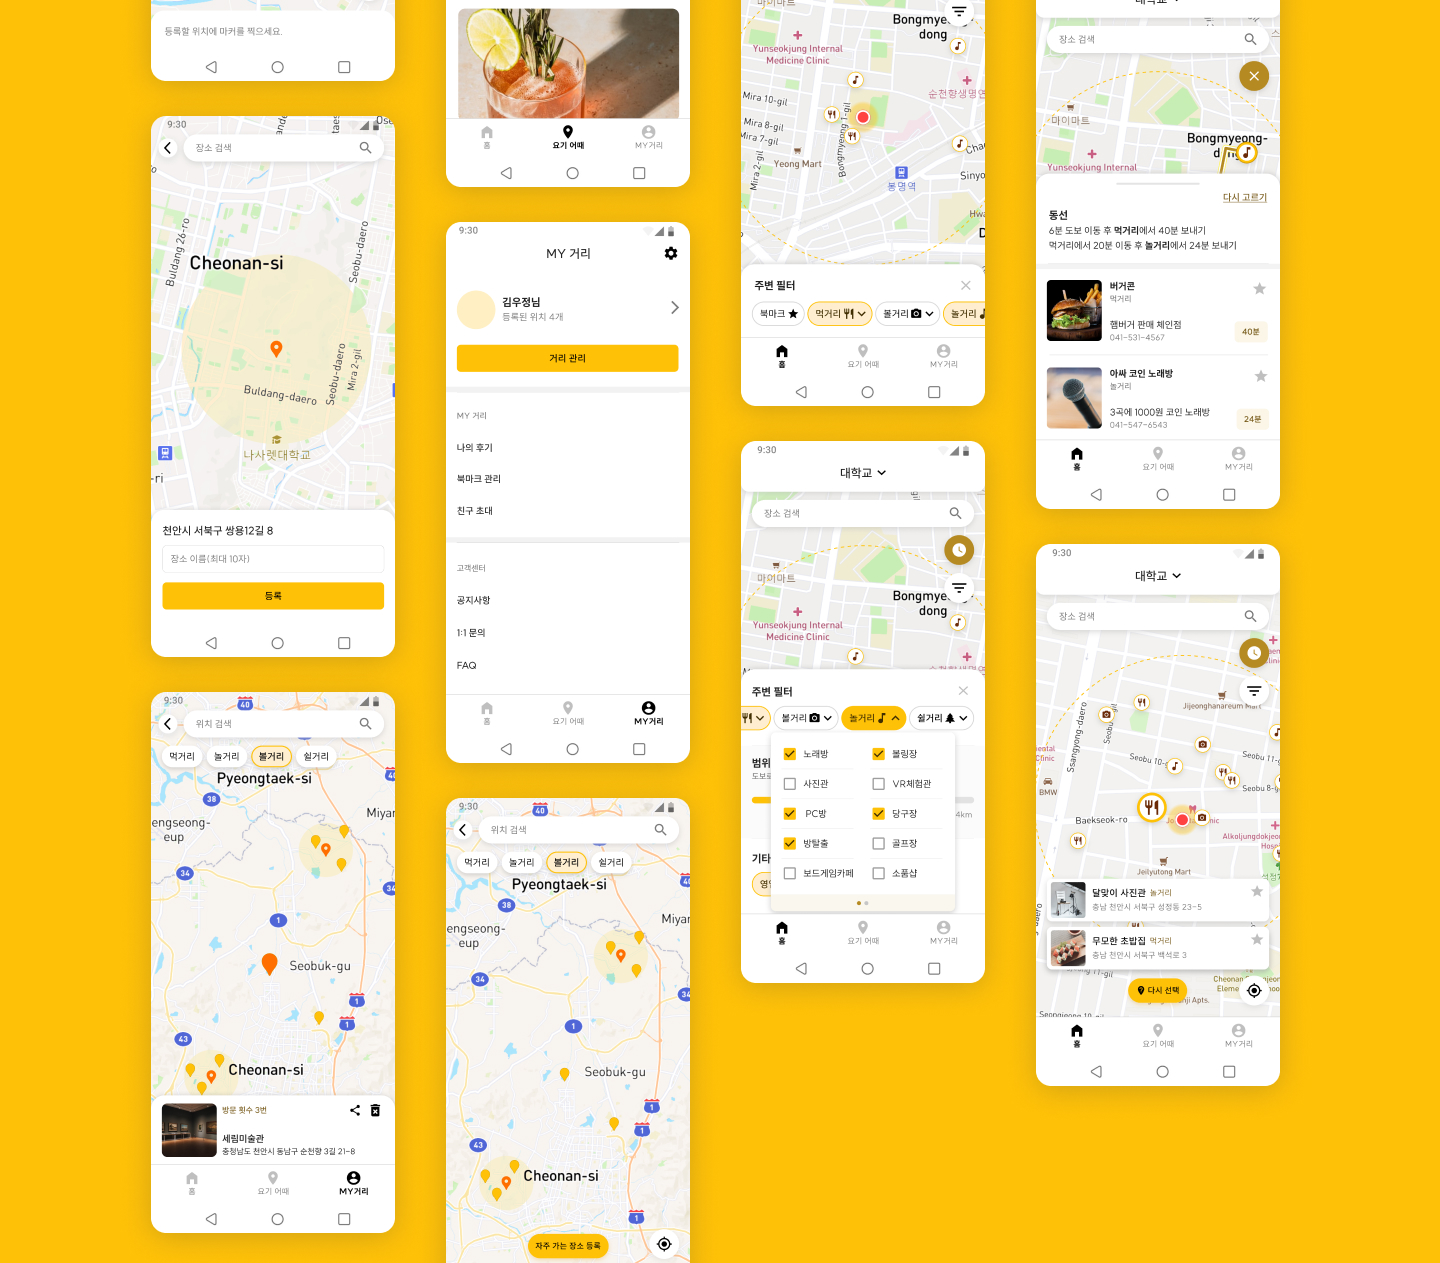 등록할 위치에 마커를 찍으세요.
9:30
장소 검색
Buldang 26-ro
Seobu-daero
Cheonan-si
Seobu-daero
Mira 2-gil
Buldang-daero
나사렛대학교
-ri
천안시 서북구 쌍용12길 8
장소 이름(최대 10자)
등록
9:30
40
위치 검색
먹거리
놀거리
볼거리
쉴거리
Pyeongtaek-si
38
Miyar
engseong-
eup
34
34
1
Seobuk-gu
1
1
43
Cheonan-si
방문 횟수 3번
세림미술관
충청남도 천안시 동남구 순천향 3길 21-8
홈
요기 어때
MY거리
홈
요기 어때
MY거리
9:30
MY 거리
김우정님
등록된 위치 4개
거리 관리
MY 거리
나의 후기
북마크 관리
친구 초대
고객센터
공지사항
1:1 문의
FAQ
홈
요기 어때
MY거리
9:30
40
위치 검색
먹거리
놀거리
볼거리
쉴거리
Pyeongtaek-si
38
Miyar
engseong-
eup
34
34
1
Seobuk-gu
1
1
43
Cheonan-si
1
자주 가는 장소 등록
마이마트
Bongmyeong-
dong
Yunseokjung Internal
Medicine Clinic
순천향생명연
Mira 10-gil
Mira 8-gil
Mira 7-gil
Bongmyeong 1-gil
Yeong Mart
Mira 2-gil
봉명역
Sinyo
주변 필터
북마크
먹거리
볼거리
놀거리
홈
요기 어때
MY거리
9:30
대학교
장소 검색
마이마트
Bongmye
dong
Yunseokjung Internal
Medicine Clinic
주변 필터
볼거리
놀거리
쉴거리
노래방
볼링장
사진관
VR체험관
PC방
당구장
방탈출
골프장
보드게임카페
소품샵
범위
4km
기타
홈
요기 어때
MY거리
대학교
장소 검색
마이마트
Bongmyeong-
Yunseokjung Internal
다시 고르기
동선
6분 도보 이동 후 먹거리에서 40분 보내기
먹거리에서 20분 이동 후 놀거리에서 24분 보내기
버거콘
먹거리
햄버거 판매 체인점
041-531-4567
40분
아싸 코인 노래방
놀거리
3곡에 1000원 코인 노래방
041-547-6543
24분
홈
요기 어때
MY거리
9:30
대학교
장소 검색
Jijeonghanareum Mart
Ssangyong-daero
Seobu 10-g
Seobu 11-g
Seobu 8-g
BMW
Baekseok-ro
Alkoljungdokjeo
Jeilyutong Mart
달맞이 사진관 놀거리
충남 천안시 서북구 성정동 23-5
무모한 초밥집 먹거리
충남 천안시 서북구 백석로 3
다시 선택
홈
요기 어때
MY거리